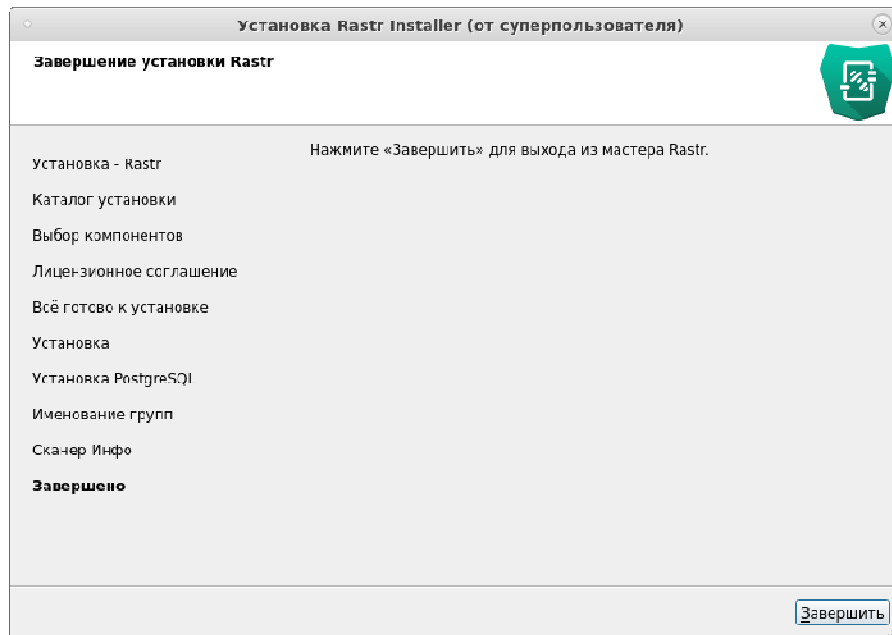 Установка Rastr Installer (от суперпользователя)
Завершение установки Rastr
Нажмите «Завершить» для выхода из мастера Rastr.
Установка - Rastr
Каталог установки
Выбор компонентов
Лицензионное соглашение
Всё готово к установке
Установка
Установка PostgreSQL
Именование групп
Сканер Инфо
Завершено
Завершить